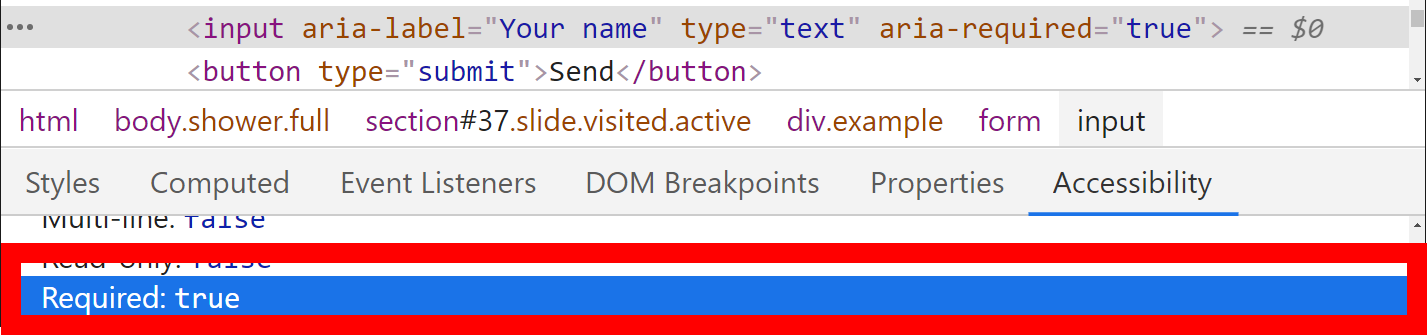 ••• <input aria-label="Your name" type="text" aria-required="true"> == $0
<button type="submit">Send</button>
html body.shower.full section#37.slide.visited.active div.example form input
Styles Computed Event Listeners DOM Breakpoints Properties Accessibility
Multi-line: false
Read-only: false
Required: true